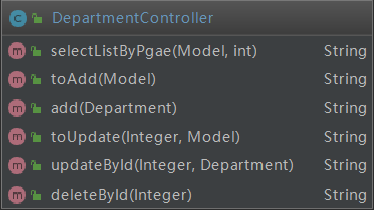 DepartmentController
selectListByPgae(Model, int) String
toAdd(Model) String
add(Department) String
toUpdate(Integer, Model) String
updateById(Integer, Department) String
deleteById(Integer) String